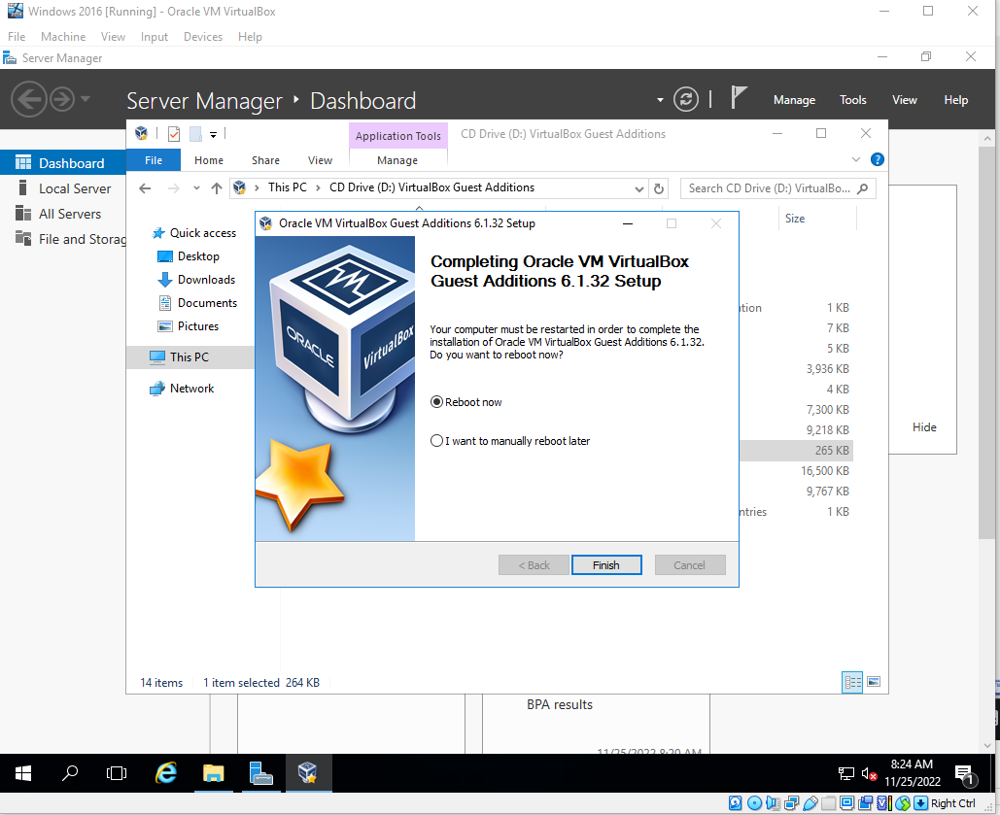 Windows 2016 [Running] - Oracle VM VirtualBox
File Machine View Input Devices Help
Server Manager
Server Manager Dashboard
Manage Tools View Help
Application Tools
CD Drive (D:) VirtualBox Guest Additions
File Home Share View Manage
This PC CD Drive (D:) VirtualBox Guest Additions
Search CD Drive (D:) VirtualBo...
Dashboard
Local Server
All Servers
File and Storag
Quick access
Desktop
Downloads
Documents
Pictures
This PC
Network
Size
1 KB
7 KB
5 KB
3,936 KB
4 KB
7,300 KB
9,218 KB
265 KB
16,500 KB
9,767 KB
1 KB
Hide
Oracle VM VirtualBox Guest Additions 6.1.32 Setup
ORACLE
VirtualBox
Completing Oracle VM VirtualBox
Guest Additions 6.1.32 Setup
Your computer must be restarted in order to complete the
installation of Oracle VM VirtualBox Guest Additions 6.1.32.
Do you want to reboot now?
Reboot now
I want to manually reboot later
< Back
Finish
Cancel
14 items 1 item selected 264 KB
BPA results
11/25/2022 8:20 AM
8:24 AM
11/25/2022
1
Right Ctrl